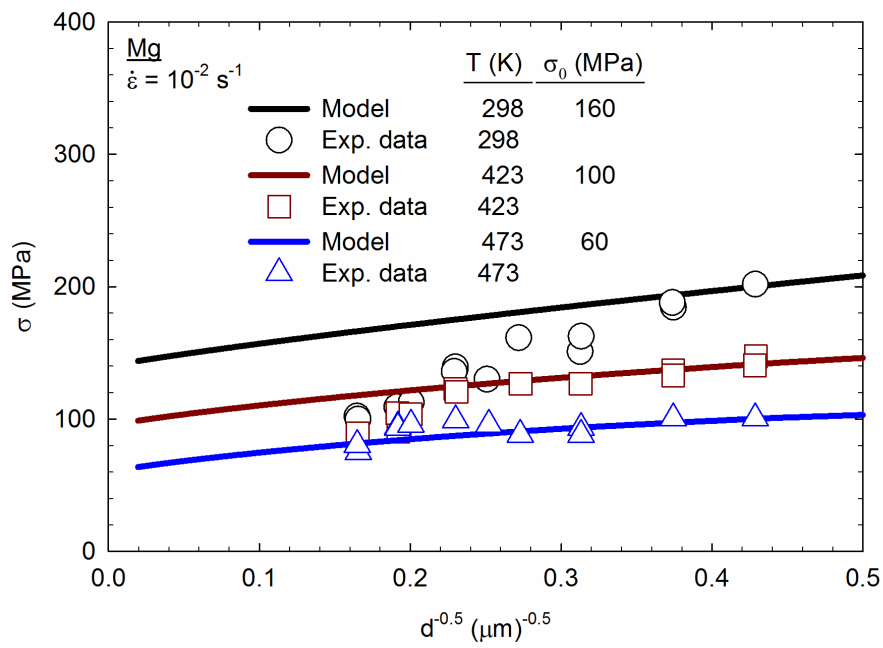 400
300
200
100
0
0.0 0.1 0.2 0.3 0.4 0.5
σ (MPa)
d⁻⁰·⁵ (μm)⁻⁰·⁵
Mg
ε̇ = 10⁻² s⁻¹
T (K) σ₀ (MPa)
Model 298 160
Exp. data 298
Model 423 100
Exp. data 423
Model 473 60
Exp. data 473